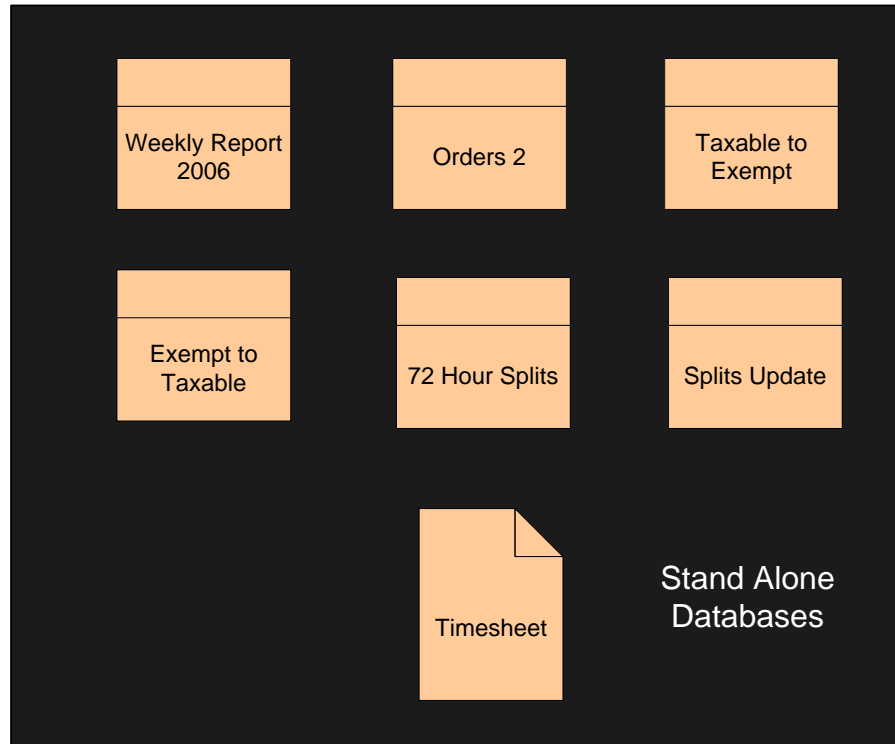 Weekly Report
2006
Orders 2
Taxable to
Exempt
Exempt to
Taxable
72 Hour Splits
Splits Update
Timesheet
Stand Alone
Databases